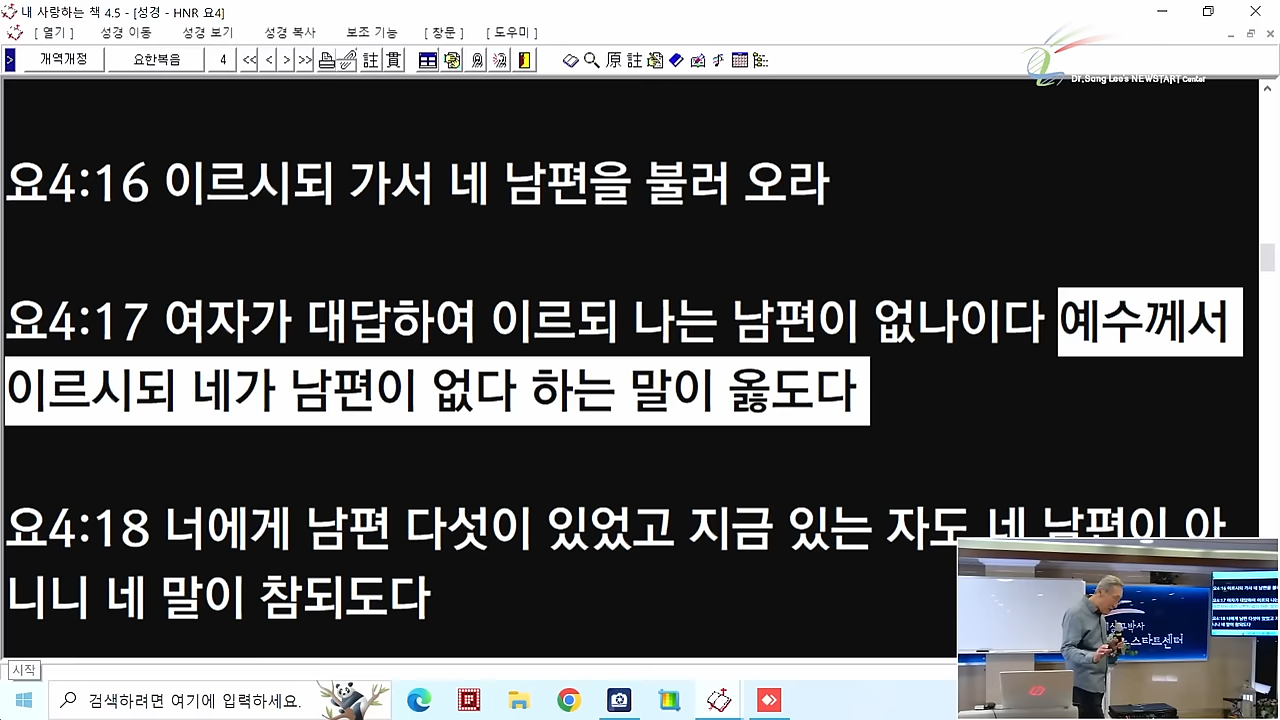 내 사랑하는 책 4.5 - [성경 - HNR 요4]
[ 열기 ] 성경 이동 성경 보기 성경 복사 보조 기능 [ 창문 ] [ 도우미 ]
> 개역개정 요한복음 4 << < > >> 註 貫 原 註
Dr.Sang Lee's NEWSTART Center
요4:16 이르시되 가서 네 남편을 불러 오라
요4:17 여자가 대답하여 이르되 나는 남편이 없나이다 예수께서
이르시되 네가 남편이 없다 하는 말이 옳도다
요4:18 너에게 남편 다섯이 있었고 지금 있는 자도 네 남편이 아
니니 네 말이 참되도다
시작
검색하려면 여기에 입력하세요.